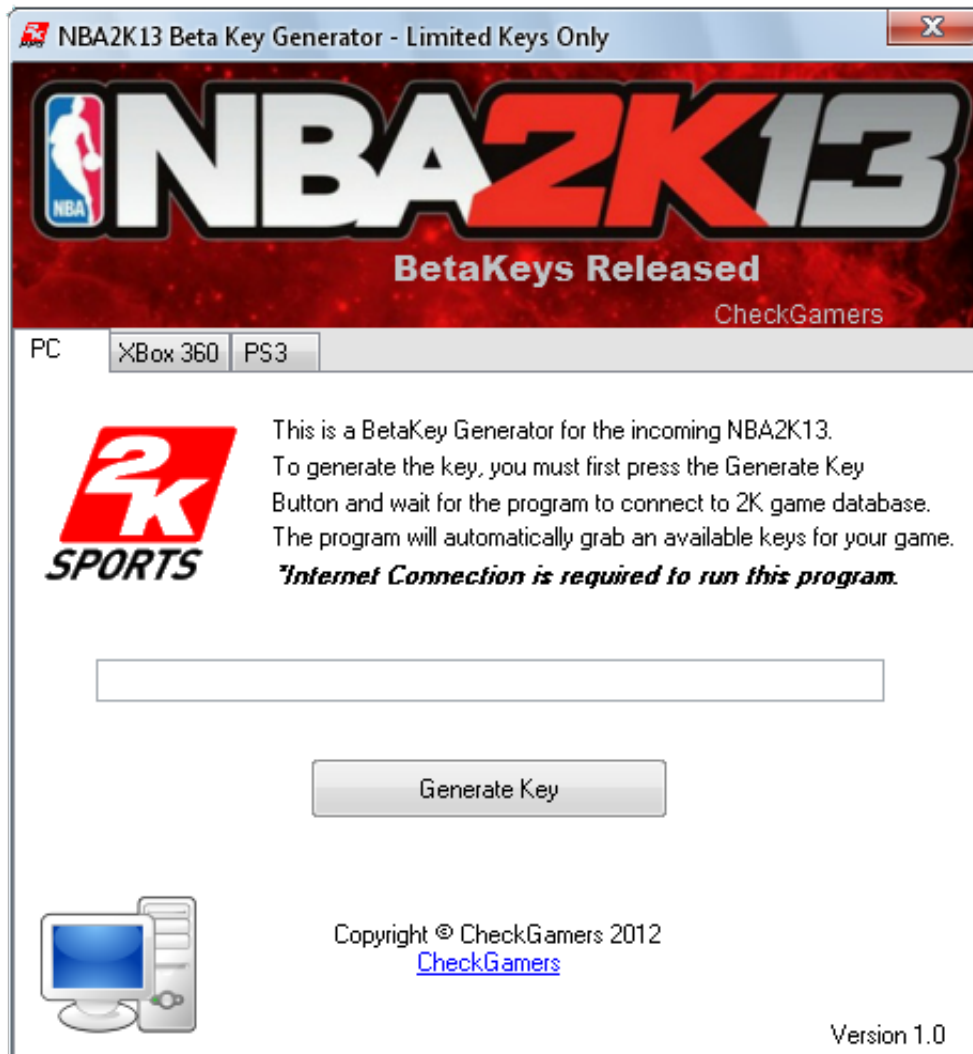 NBA2K13 Beta Key Generator - Limited Keys Only
X
NBA
NBA2K13
BetaKeys Released
CheckGamers
PC
XBox 360
PS3
2K
SPORTS
This is a BetaKey Generator for the incoming NBA2K13.
To generate the key, you must first press the Generate Key
Button and wait for the program to connect to 2K game database.
The program will automatically grab an available keys for your game.
*Internet Connection is required to run this program.
Generate Key
Copyright © CheckGamers 2012
CheckGamers
Version 1.0